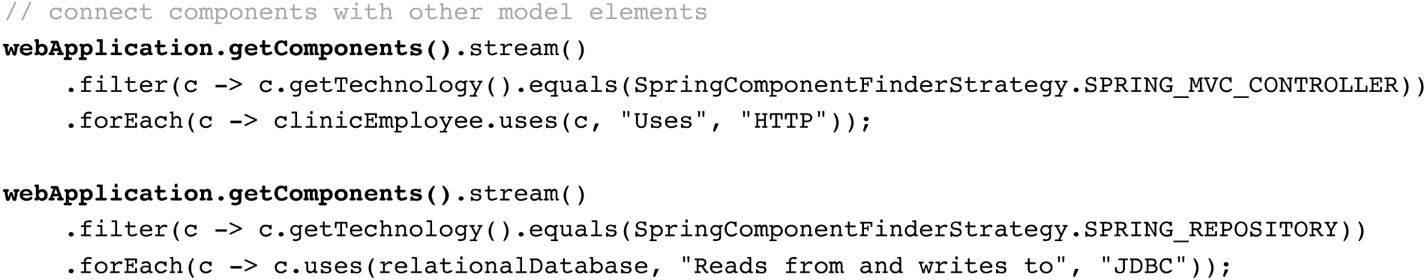 // connect components with other model elements
webApplication.getComponents().stream()
    .filter(c -> c.getTechnology().equals(SpringComponentFinderStrategy.SPRING_MVC_CONTROLLER))
    .forEach(c -> clinicEmployee.uses(c, "Uses", "HTTP"));

webApplication.getComponents().stream()
    .filter(c -> c.getTechnology().equals(SpringComponentFinderStrategy.SPRING_REPOSITORY))
    .forEach(c -> c.uses(relationalDatabase, "Reads from and writes to", "JDBC"));